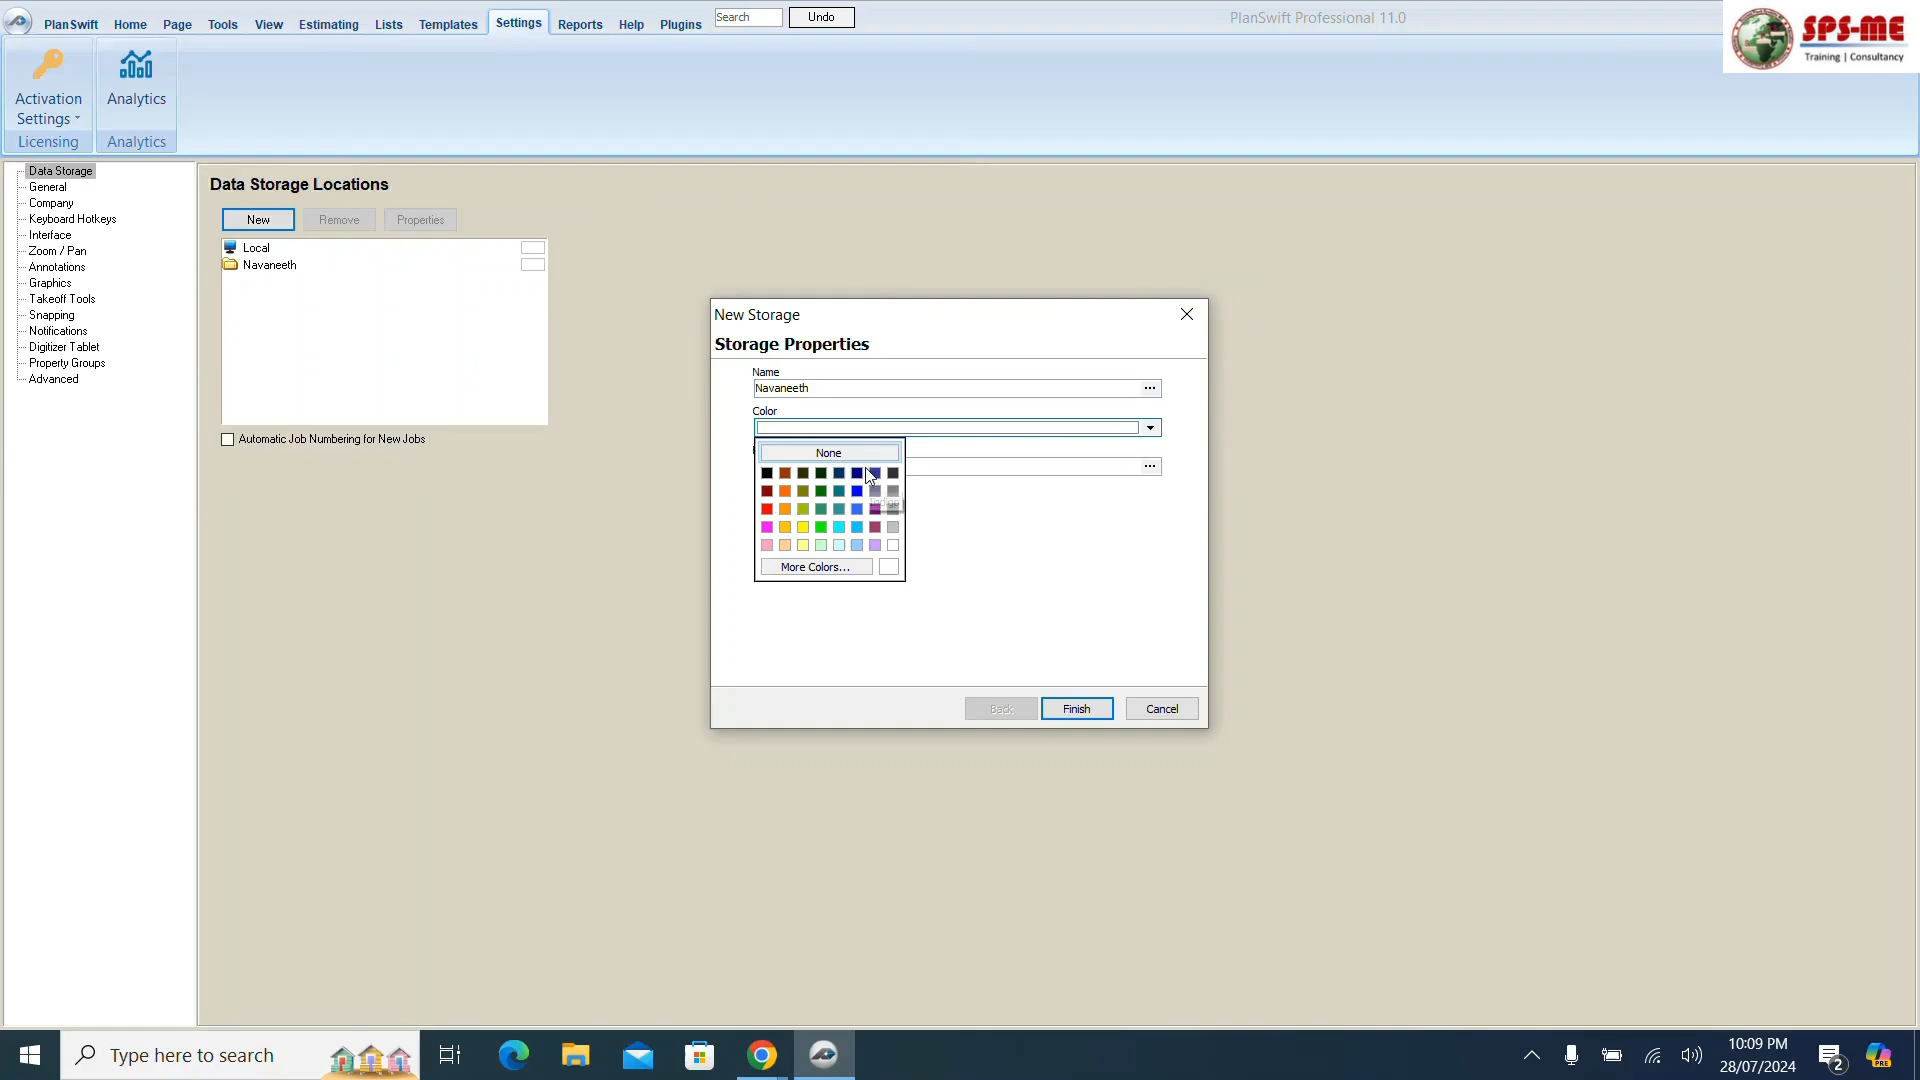 PlanSwift Home Page Tools View Estimating Lists Templates Settings Reports Help Plugins Search Undo PlanSwift Professional 11.0
SPS-ME
Training | Consultancy
Activation
Settings
Licensing
Analytics
Analytics
Data Storage
General
Company
Keyboard Hotkeys
Interface
Zoom / Pan
Annotations
Graphics
Takeoff Tools
Snapping
Notifications
Digitizer Tablet
Property Groups
Advanced
Data Storage Locations
New Remove Properties
Local
Navaneeth
Automatic Job Numbering for New Jobs
New Storage
Storage Properties
Name
Navaneeth
Color
None
More Colors...
Back Finish Cancel
Type here to search
10:09 PM
28/07/2024
2
PRE